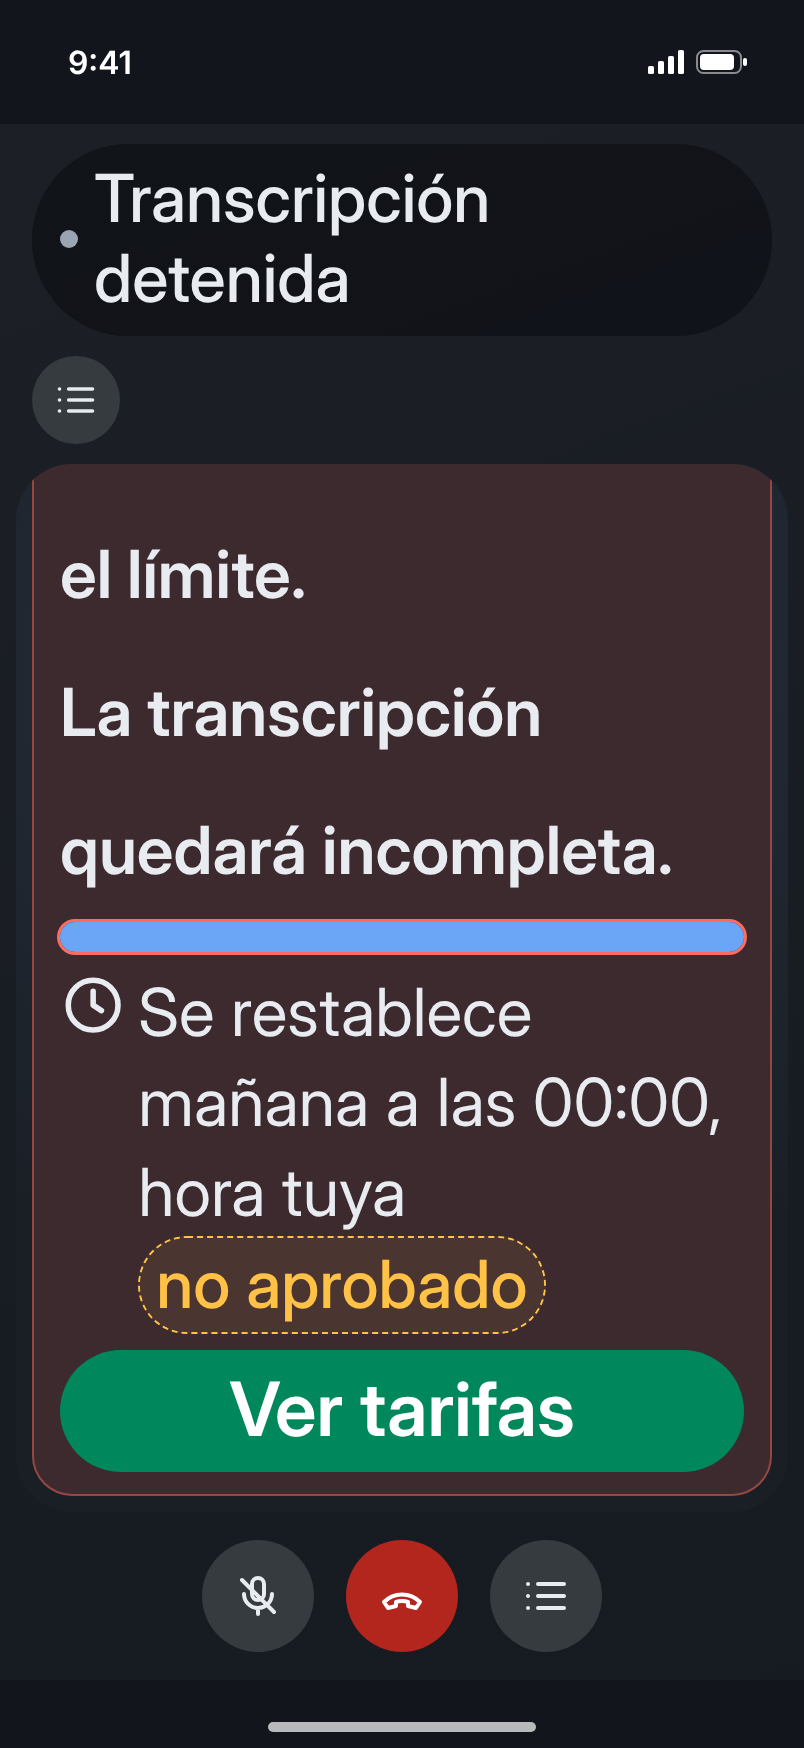 9:41
Transcripción
detenida
el límite.
La transcripción
quedará incompleta.
Se restablece
mañana a las 00:00,
hora tuya
no aprobado
Ver tarifas